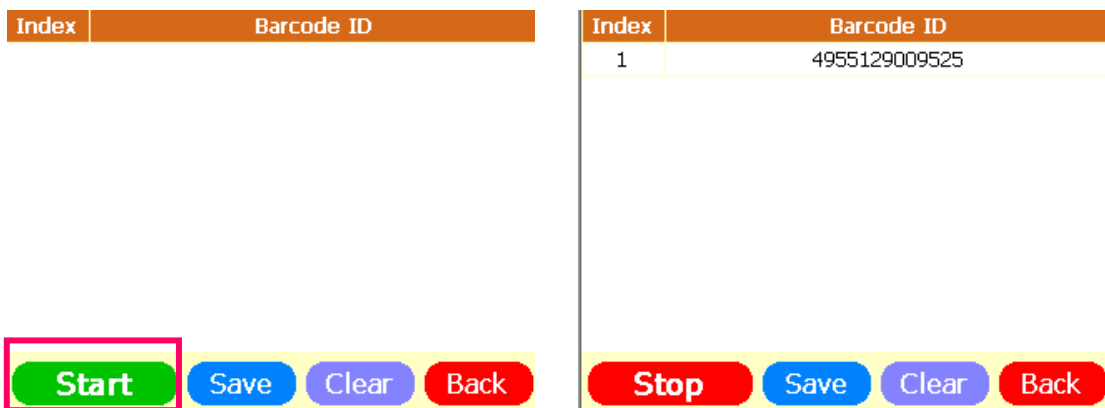 Index Barcode ID
Start Save Clear Back
Index Barcode ID
1 4955129009525
Stop Save Clear Back